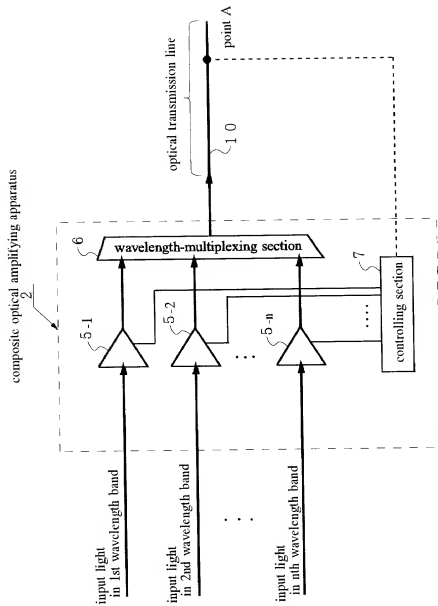 composite optical amplifying apparatus
2
input light
in 1st wavelength band
5-1
input light
in 2nd wavelength band
5-2
. . .
. . .
input light
in nth wavelength band
5-n
6
wavelength-multiplexing section
. . . . .
7
controlling section
optical transmission line
10
point A